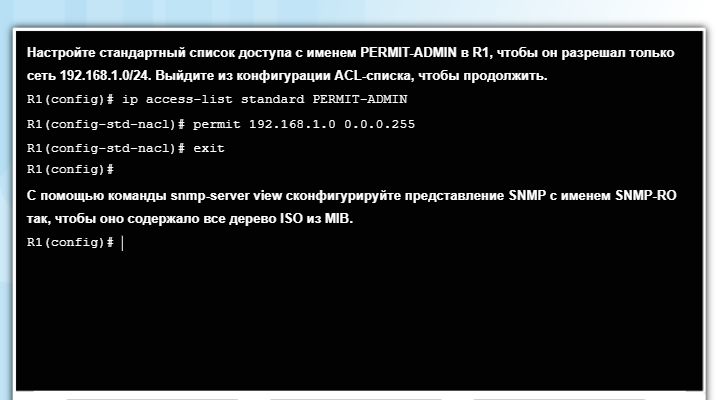 Настройте стандартный список доступа с именем PERMIT-ADMIN в R1, чтобы он разрешал только
сеть 192.168.1.0/24. Выйдите из конфигурации ACL-списка, чтобы продолжить.
R1(config)# ip access-list standard PERMIT-ADMIN
R1(config-std-nacl)# permit 192.168.1.0 0.0.0.255
R1(config-std-nacl)# exit
R1(config)#
С помощью команды snmp-server view сконфигурируйте представление SNMP с именем SNMP-RO
так, чтобы оно содержало все дерево ISO из MIB.
R1(config)#